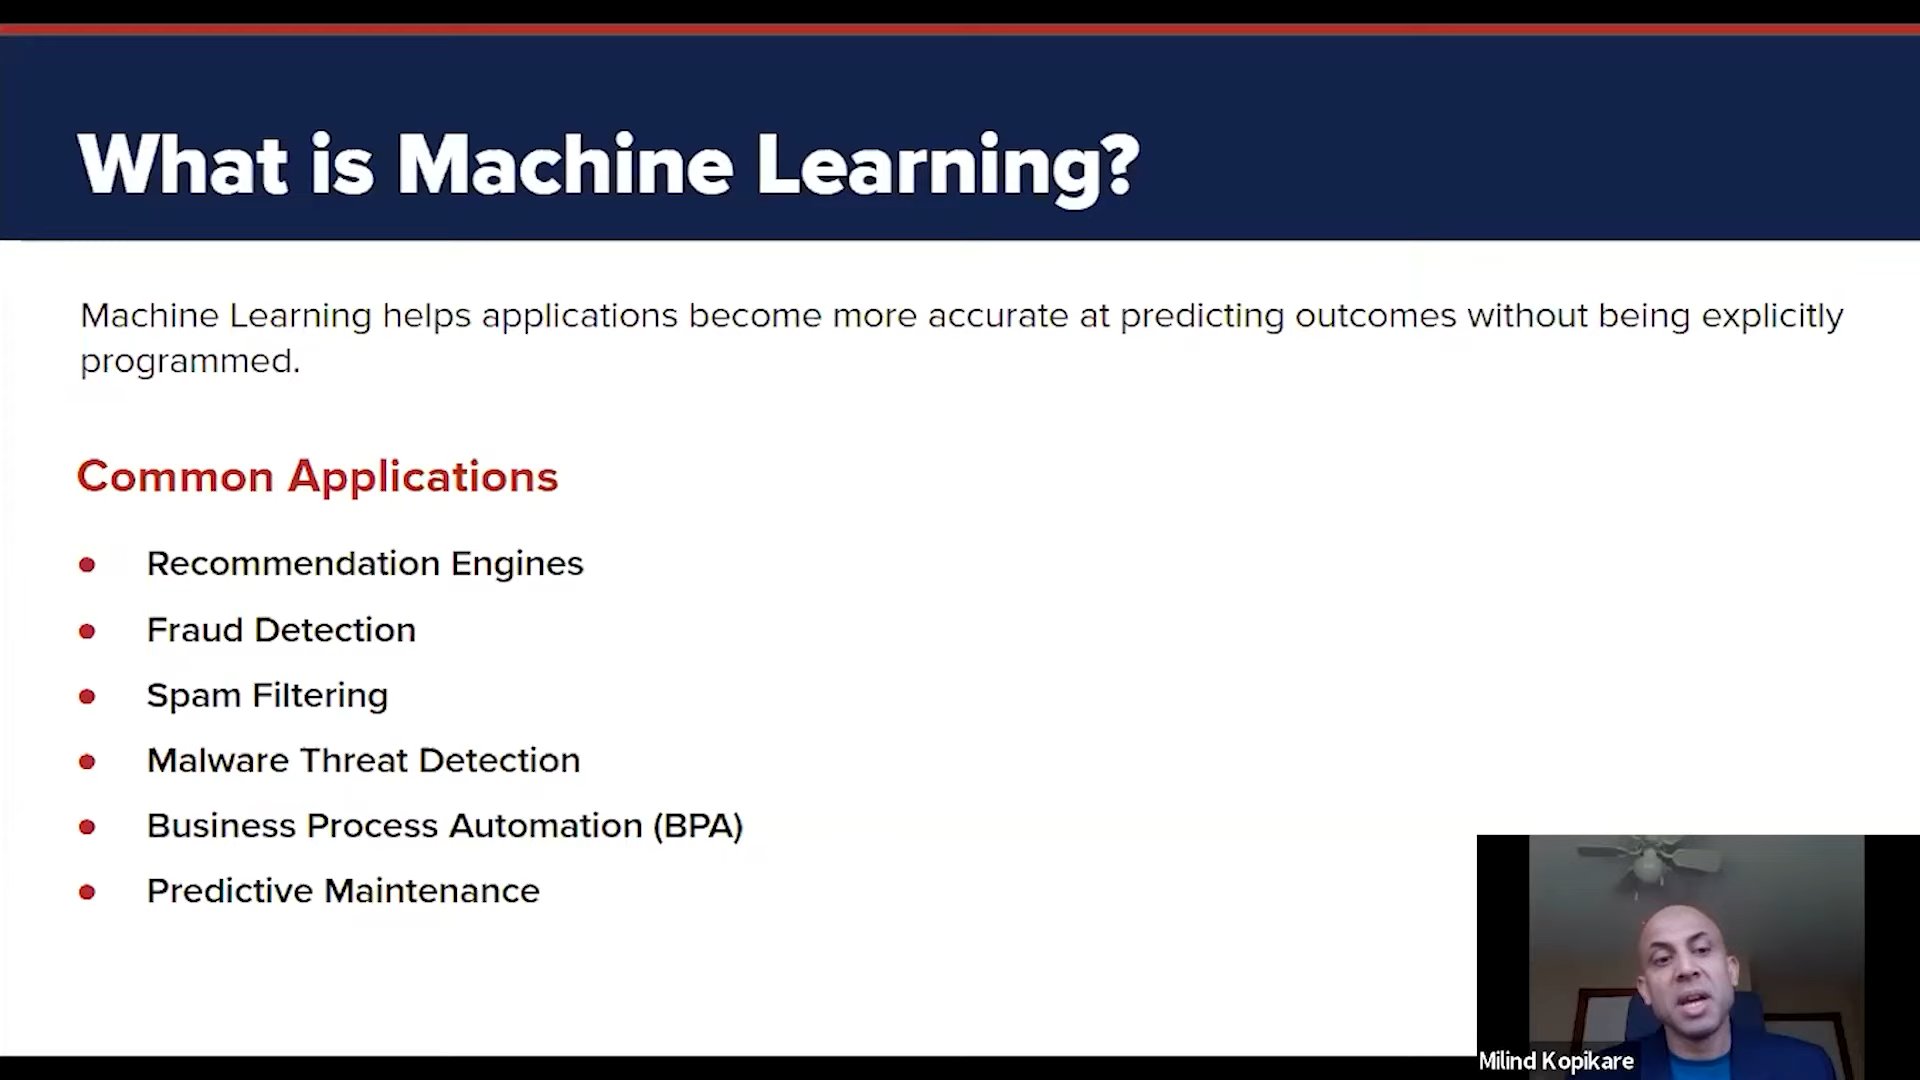 What is Machine Learning?
Machine Learning helps applications become more accurate at predicting outcomes without being explicitly
programmed.
Common Applications
● Recommendation Engines
● Fraud Detection
● Spam Filtering
● Malware Threat Detection
● Business Process Automation (BPA)
● Predictive Maintenance
Milind Kopikare